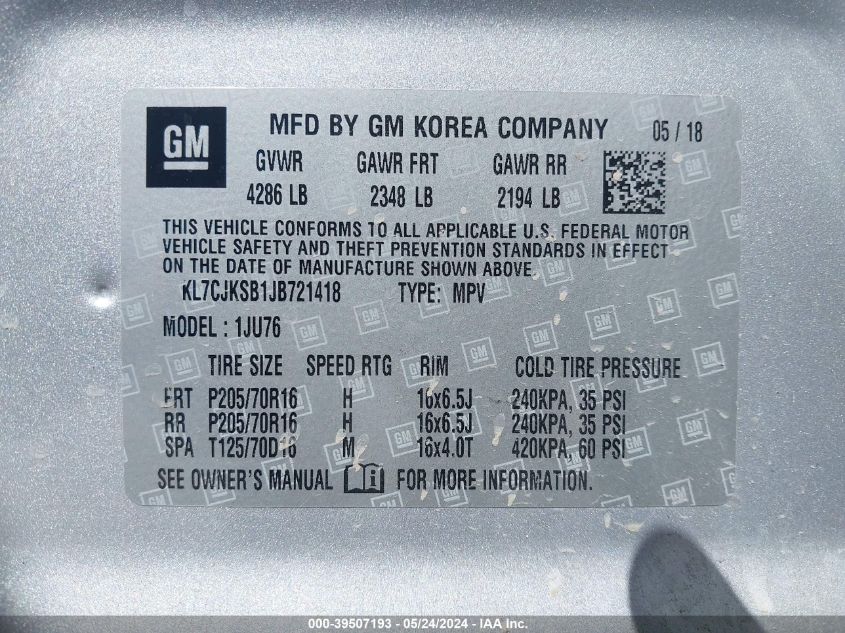 GM
MFD BY GM KOREA COMPANY 05 / 18
GVWR GAWR FRT GAWR RR
4286 LB 2348 LB 2194 LB
THIS VEHICLE CONFORMS TO ALL APPLICABLE U.S. FEDERAL MOTOR
VEHICLE SAFETY AND THEFT PREVENTION STANDARDS IN EFFECT
ON THE DATE OF MANUFACTURE SHOWN ABOVE.
KL7CJKSB1JB721418 TYPE: MPV
MODEL : 1JU76
TIRE SIZE SPEED RTG RIM COLD TIRE PRESSURE
FRT P205/70R16 H 16x6.5J 240KPA, 35 PSI
RR P205/70R16 H 16x6.5J 240KPA, 35 PSI
SPA T125/70D16 M 16x4.0T 420KPA, 60 PSI
SEE OWNER'S MANUAL FOR MORE INFORMATION.
000-39507193 - 05/24/2024 - IAA Inc.